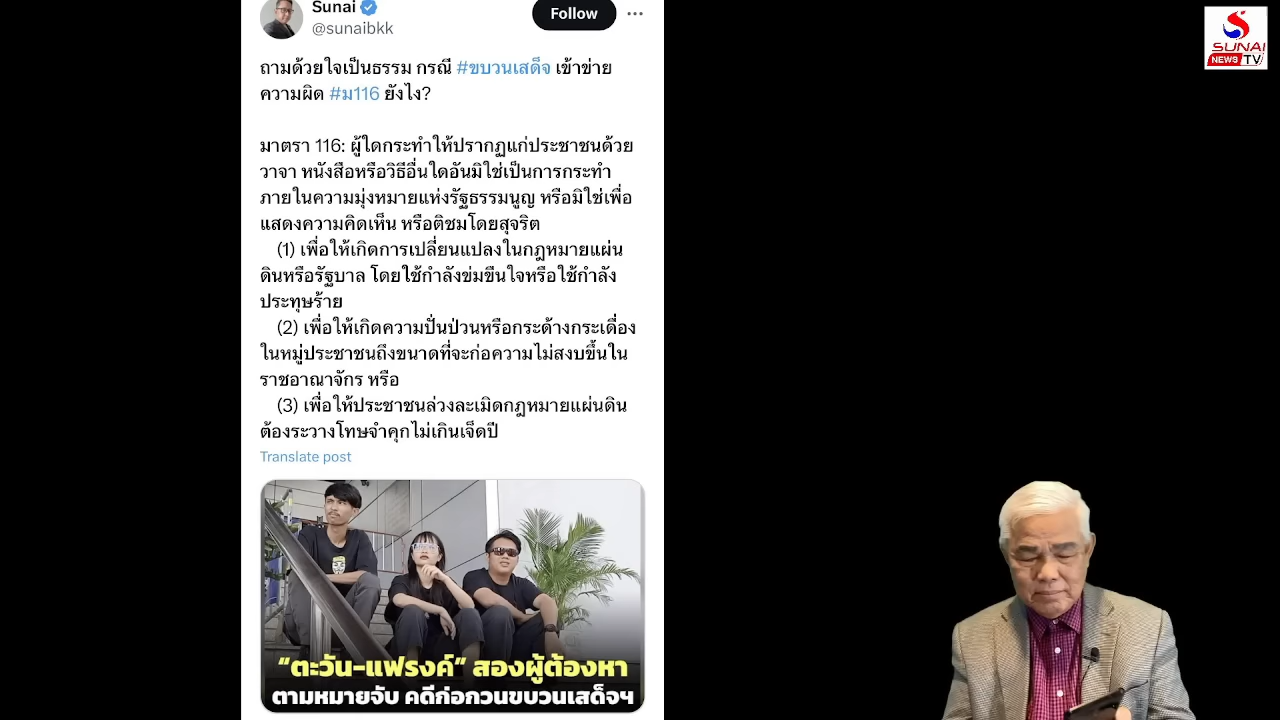 Sunai
@sunaibkk
Follow
SUNAI
NEWS TV
ถามด้วยใจเป็นธรรม กรณี #ขบวนเสด็จ เข้าข่าย
ความผิด #ม116 ยังไง?
มาตรา 116: ผู้ใดกระทำให้ปรากฏแก่ประชาชนด้วย
วาจา หนังสือหรือวิธีอื่นใดอันมิใช่เป็นการกระทำ
ภายในความมุ่งหมายแห่งรัฐธรรมนูญ หรือมิใช่เพื่อ
แสดงความคิดเห็น หรือติชมโดยสุจริต
(1) เพื่อให้เกิดการเปลี่ยนแปลงในกฎหมายแผ่น
ดินหรือรัฐบาล โดยใช้กำลังข่มขืนใจหรือใช้กำลัง
ประทุษร้าย
(2) เพื่อให้เกิดความปั่นป่วนหรือกระด้างกระเดื่อง
ในหมู่ประชาชนถึงขนาดที่จะก่อความไม่สงบขึ้นใน
ราชอาณาจักร หรือ
(3) เพื่อให้ประชาชนล่วงละเมิดกฎหมายแผ่นดิน
ต้องระวางโทษจำคุกไม่เกินเจ็ดปี
Translate post
“ตะวัน-แฟรงค์” สองผู้ต้องหา
ตามหมายจับ คดีก่อกวนขบวนเสด็จฯ